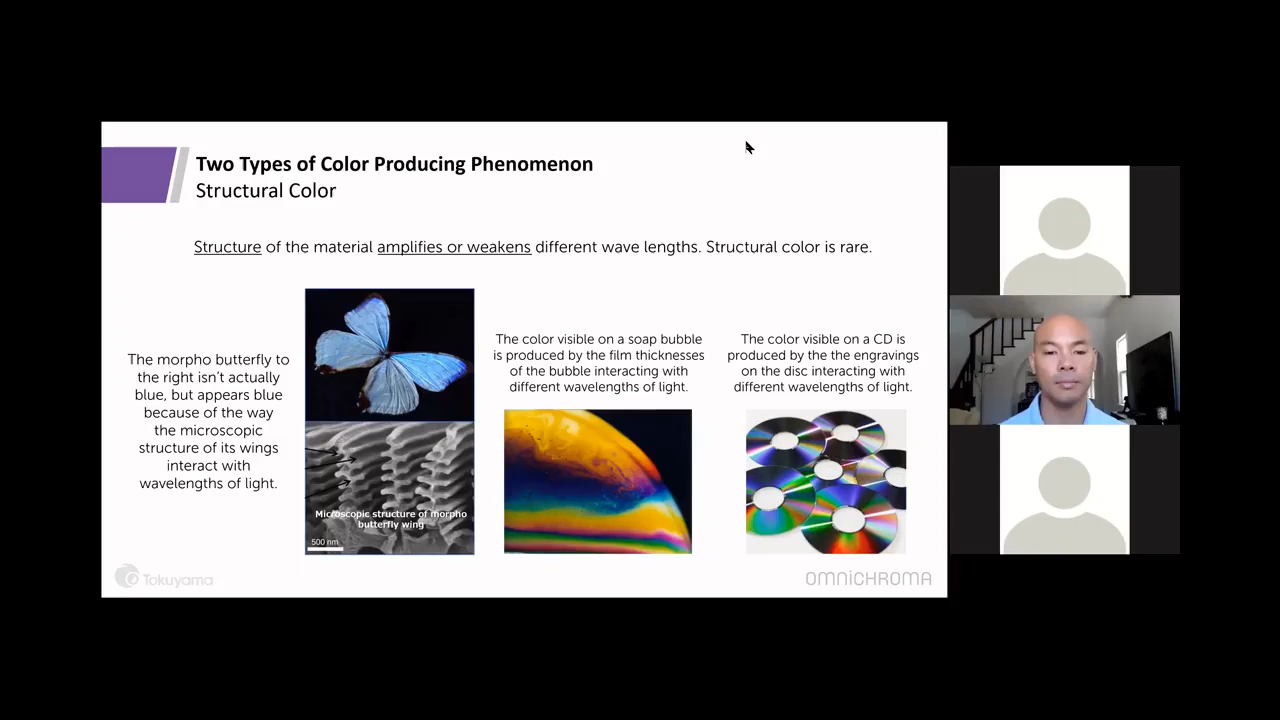 Two Types of Color Producing Phenomenon
Structural Color
Structure of the material amplifies or weakens different wave lengths. Structural color is rare.
The morpho butterfly to
the right isn’t actually
blue, but appears blue
because of the way
the microscopic
structure of its wings
interact with
wavelengths of light.
Microscopic structure of morpho
butterfly wing
500 nm
The color visible on a soap bubble
is produced by the film thicknesses
of the bubble interacting with
different wavelengths of light.
The color visible on a CD is
produced by the the engravings
on the disc interacting with
different wavelengths of light.
Tokuyama
OMNICHROMA